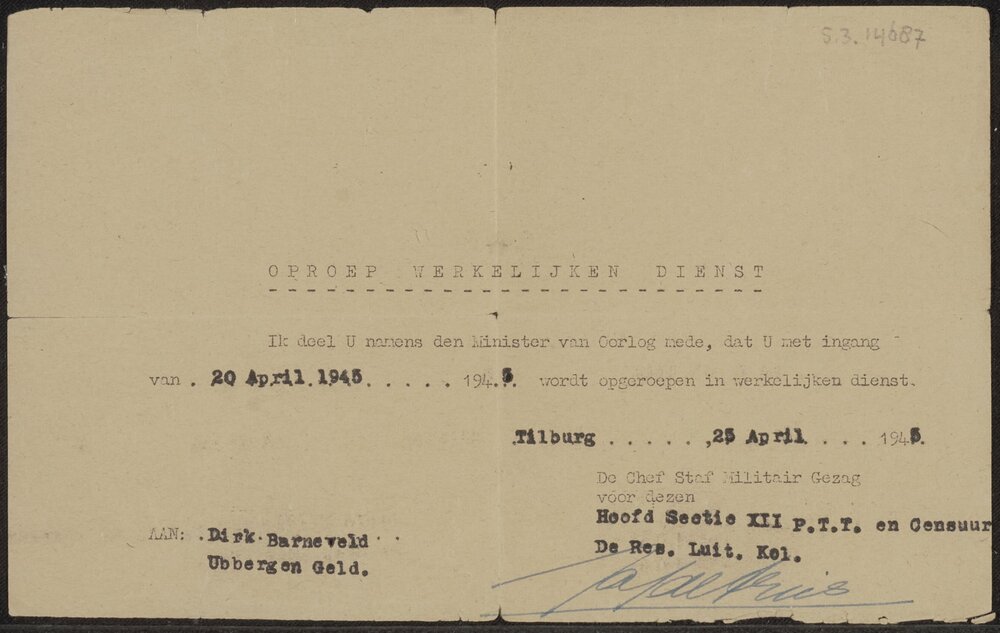 S.3.14687
OPROEP WERKELIJKEN DIENST
Ik deel U namens den Minister van Oorlog mede, dat U met ingang
van . 20 April 1945 . . . . . . 1945. wordt opgeroepen in werkelijken dienst.
.Tilburg . . . . . . ,25 April . . . . 1945.
De Chef Staf Militair Gezag
voor dezen
Hoofd Sectie XII P.T.T. en Censuur
De Res. Luit. Kol.
AAN: . Dirk Barneveld . .
Ubbergen Geld.